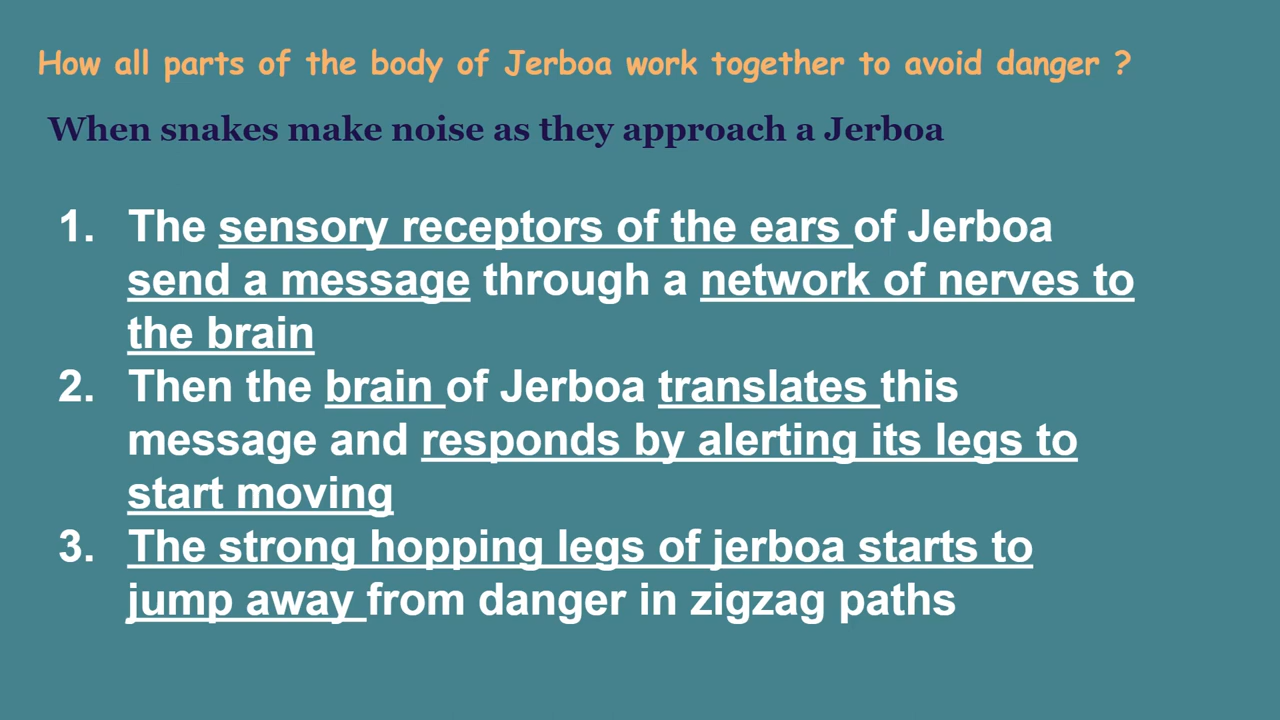 How all parts of the body of Jerboa work together to avoid danger ?
When snakes make noise as they approach a Jerboa
1. The sensory receptors of the ears of Jerboa
send a message through a network of nerves to
the brain
2. Then the brain of Jerboa translates this
message and responds by alerting its legs to
start moving
3. The strong hopping legs of jerboa starts to
jump away from danger in zigzag paths